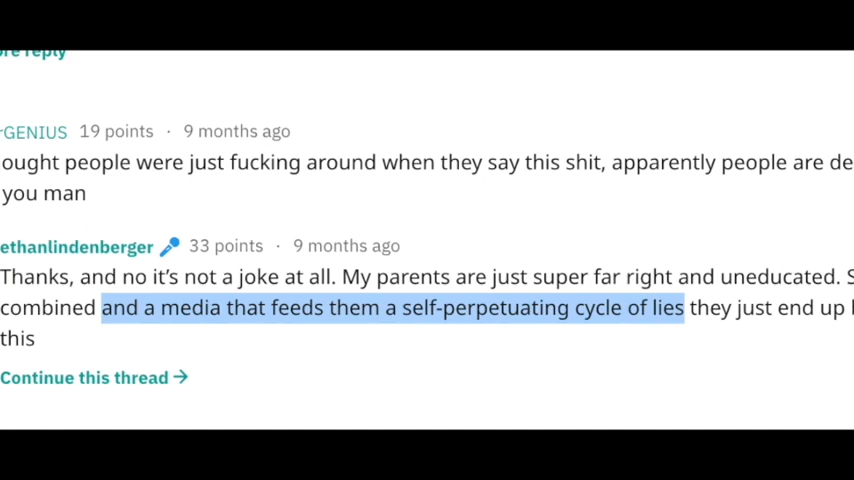 ore reply
rGENIUS 19 points · 9 months ago
ought people were just fucking around when they say this shit, apparently people are de
you man
ethanlindenberger 33 points · 9 months ago
Thanks, and no it's not a joke at all. My parents are just super far right and uneducated. S
combined and a media that feeds them a self-perpetuating cycle of lies they just end up
this
Continue this thread →